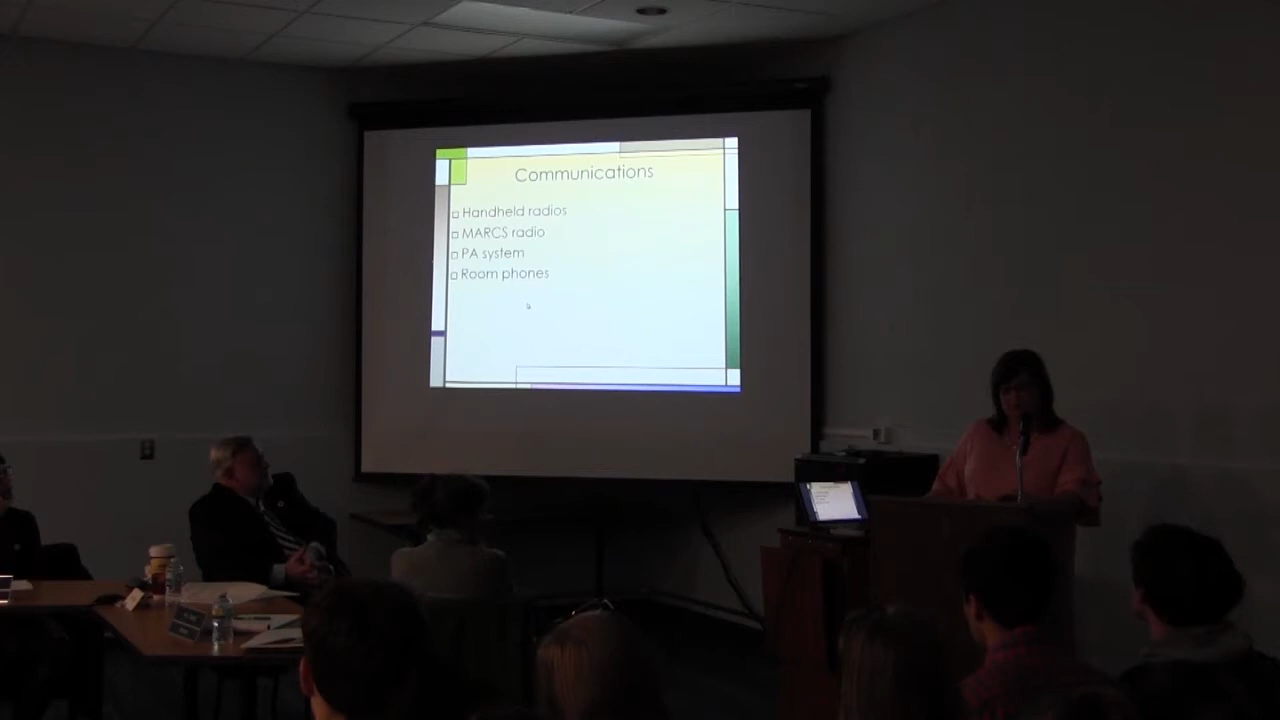 Communications
Handheld radios
MARCS radio
PA system
Room phones